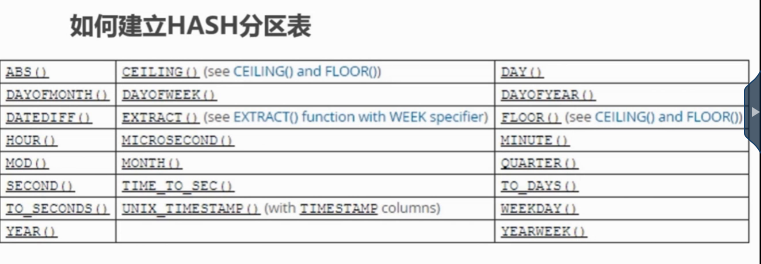 如何建立HASH分区表
ABS() CEILING() (see CEILING() and FLOOR()) DAY()
DAYOFMONTH() DAYOFWEEK() DAYOFYEAR()
DATEDIFF() EXTRACT() (see EXTRACT() function with WEEK specifier) FLOOR() (see CEILING() and FLOOR())
HOUR() MICROSECOND() MINUTE()
MOD() MONTH() QUARTER()
SECOND() TIME_TO_SEC() TO_DAYS()
TO_SECONDS() UNIX_TIMESTAMP() (with TIMESTAMP columns) WEEKDAY()
YEAR() YEARWEEK()